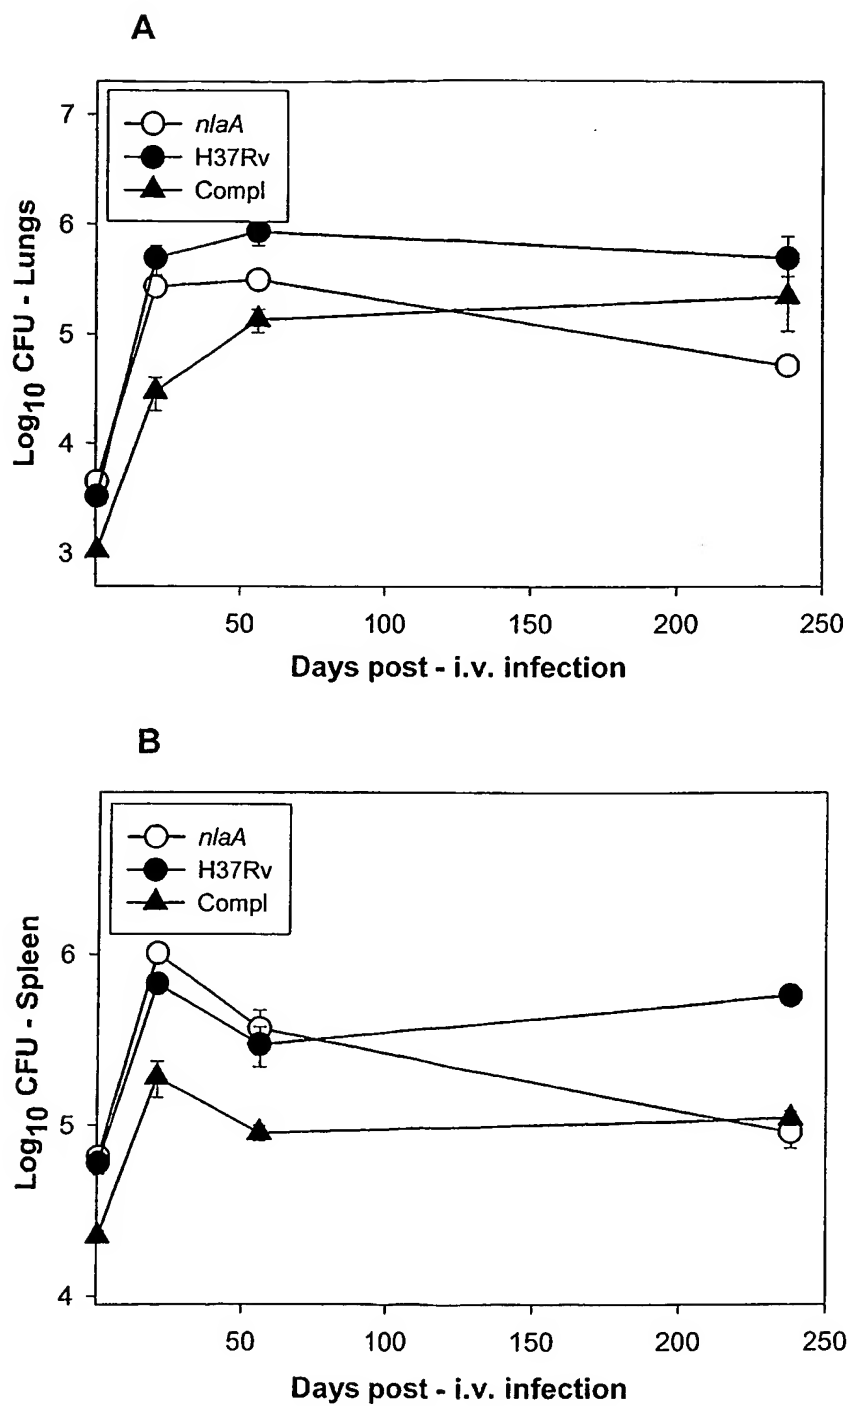 A
7
6
5
4
3
Log10 CFU - Lungs
nlaA
H37Rv
Compl
50 100 150 200 250
Days post - i.v. infection
B
6
5
4
Log10 CFU - Spleen
nlaA
H37Rv
Compl
50 100 150 200 250
Days post - i.v. infection